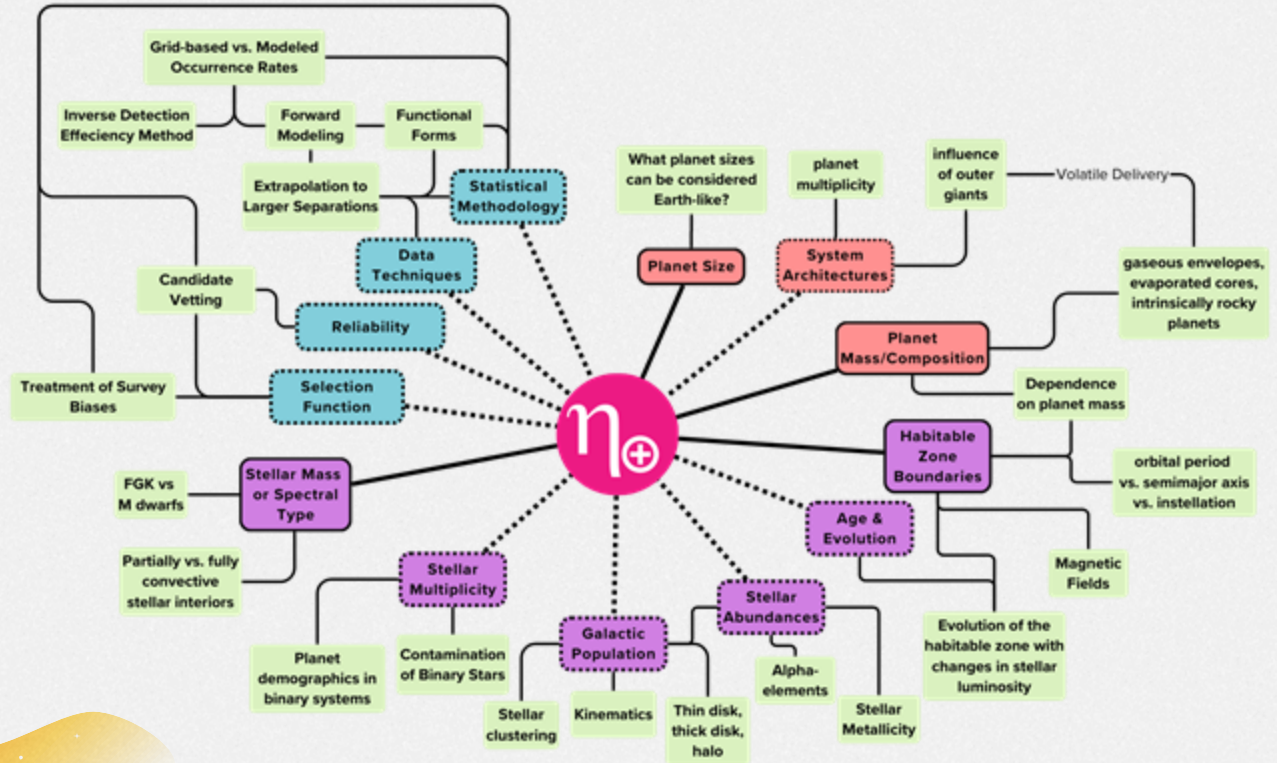 Grid-based vs. Modeled
Occurrence Rates
Inverse Detection
Effeciency Method
Forward
Modeling
Functional
Forms
Extrapolation to
Larger Separations
Statistical
Methodology
Data
Techniques
Candidate
Vetting
Reliability
Treatment of Survey
Biases
Selection
Function
What planet sizes
can be considered
Earth-like?
planet
multiplicity
influence
of outer
giants
Volatile Delivery
Planet Size
System
Architectures
gaseous envelopes,
evaporated cores,
intrinsically rocky
planets
Planet
Mass/Composition
Dependence
on planet mass
η⊕
Habitable
Zone
Boundaries
orbital period
vs. semimajor axis
vs. instellation
Stellar Mass
or Spectral
Type
FGK vs
M dwarfs
Partially vs. fully
convective
stellar interiors
Age &
Evolution
Magnetic
Fields
Stellar
Multiplicity
Stellar
Abundances
Galactic
Population
Evolution of the
habitable zone with
changes in stellar
luminosity
Planet
demographics in
binary systems
Contamination
of Binary Stars
Alpha-
elements
Stellar
clustering
Kinematics
Thin disk,
thick disk,
halo
Stellar
Metallicity